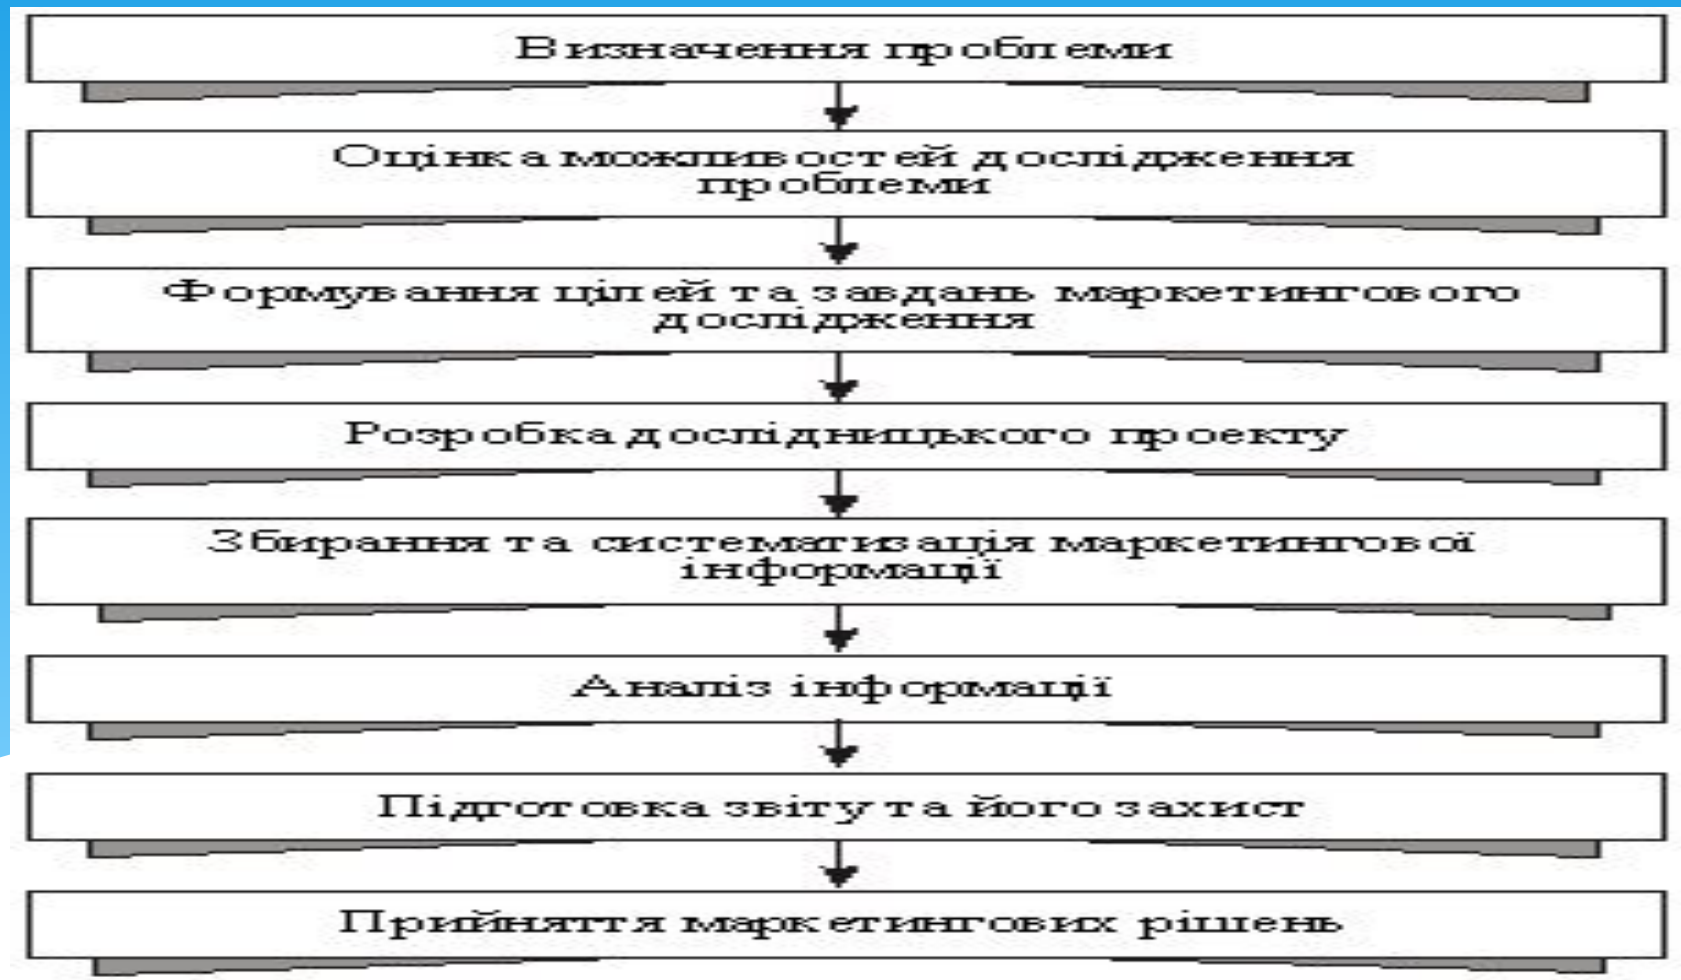 Визначення проблеми
Оцінка можливостей дослідження
проблеми
Формування цілей та завдань маркетингового
дослідження
Розробка дослідницького проекту
Збирання та систематизація маркетингової
інформації
Аналіз інформації
Підготовка звіту та його захист
Прийняття маркетингових рішень